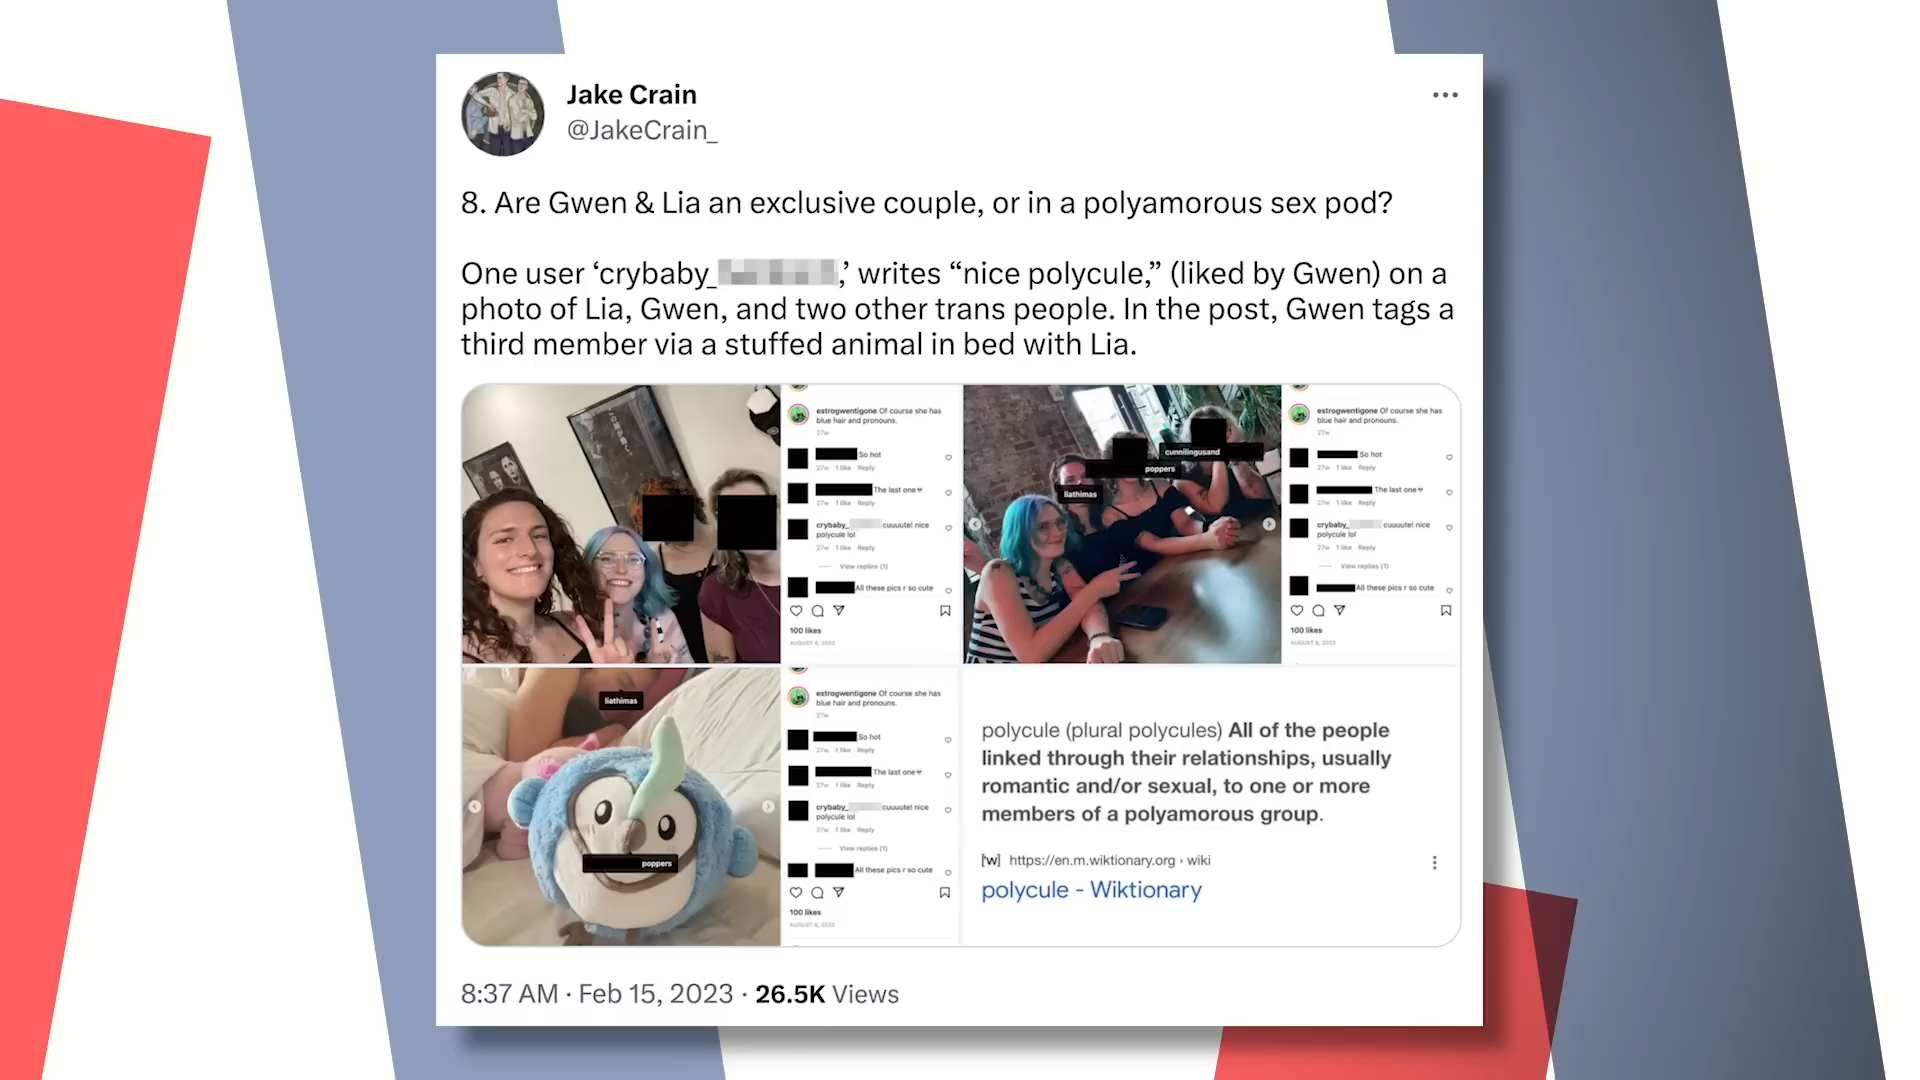 Jake Crain
@JakeCrain_
8. Are Gwen & Lia an exclusive couple, or in a polyamorous sex pod?
One user ‘crybaby_ ,’ writes “nice polycule,” (liked by Gwen) on a
photo of Lia, Gwen, and two other trans people. In the post, Gwen tags a
third member via a stuffed animal in bed with Lia.
estrogwentigone Of course she has
blue hair and pronouns.
27w
So hot
27w 1 like Reply
The last one
27w 1 like Reply
crybaby_ cuuuute! nice
polycule lol
27w 1 like Reply
View replies (1)
All these pics r so cute
100 likes
AUGUST 6, 2022
cunnilingusand
poppers
liathimas
estrogwentigone Of course she has
blue hair and pronouns.
27w
So hot
27w 1 like Reply
The last one
27w 1 like Reply
crybaby_ cuuuute! nice
polycule lol
27w 1 like Reply
View replies (1)
All these pics r so cute
100 likes
AUGUST 6, 2022
liathimas
poppers
estrogwentigone Of course she has
blue hair and pronouns.
27w
So hot
27w 1 like Reply
The last one
27w 1 like Reply
crybaby_ cuuuute! nice
polycule lol
27w 1 like Reply
View replies (1)
All these pics r so cute
100 likes
AUGUST 6, 2022
polycule (plural polycules) All of the people
linked through their relationships, usually
romantic and/or sexual, to one or more
members of a polyamorous group.
[w] https://en.m.wiktionary.org › wiki
polycule - Wiktionary
8:37 AM · Feb 15, 2023 · 26.5K Views